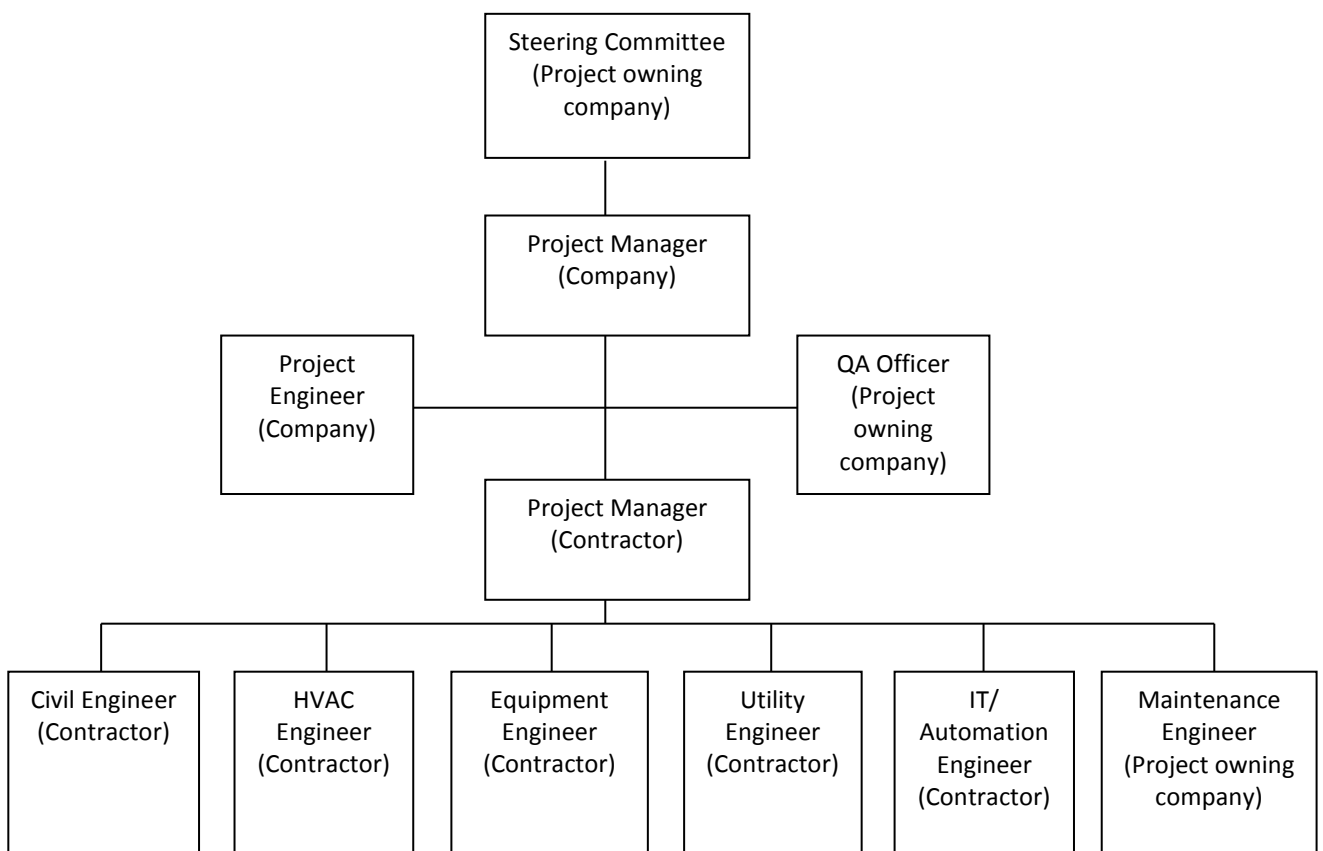 Steering Committee
(Project owning
company)
Project Manager
(Company)
Project
Engineer
(Company)
QA Officer
(Project
owning
company)
Project Manager
(Contractor)
Civil Engineer
(Contractor)
HVAC
Engineer
(Contractor)
Equipment
Engineer
(Contractor)
Utility
Engineer
(Contractor)
IT/
Automation
Engineer
(Contractor)
Maintenance
Engineer
(Project owning
company)